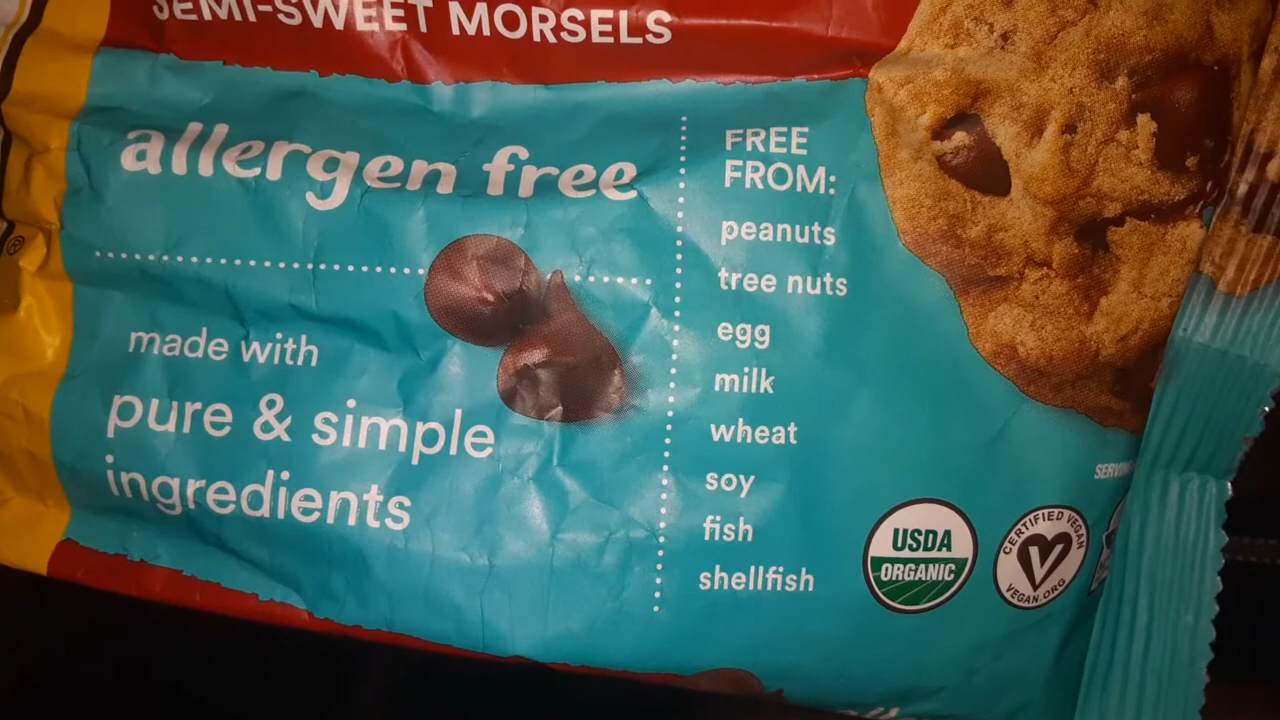 SEMI-SWEET MORSELS
allergen free
made with
pure & simple
ingredients
FREE
FROM:
peanuts
tree nuts
egg
milk
wheat
soy
fish
shellfish
USDA
ORGANIC
CERTIFIED VEGAN
VEGAN.ORG
®